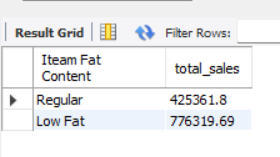 Result Grid Filter Rows:
Iteam Fat
Content total_sales
Regular 425361.8
Low Fat 776319.69